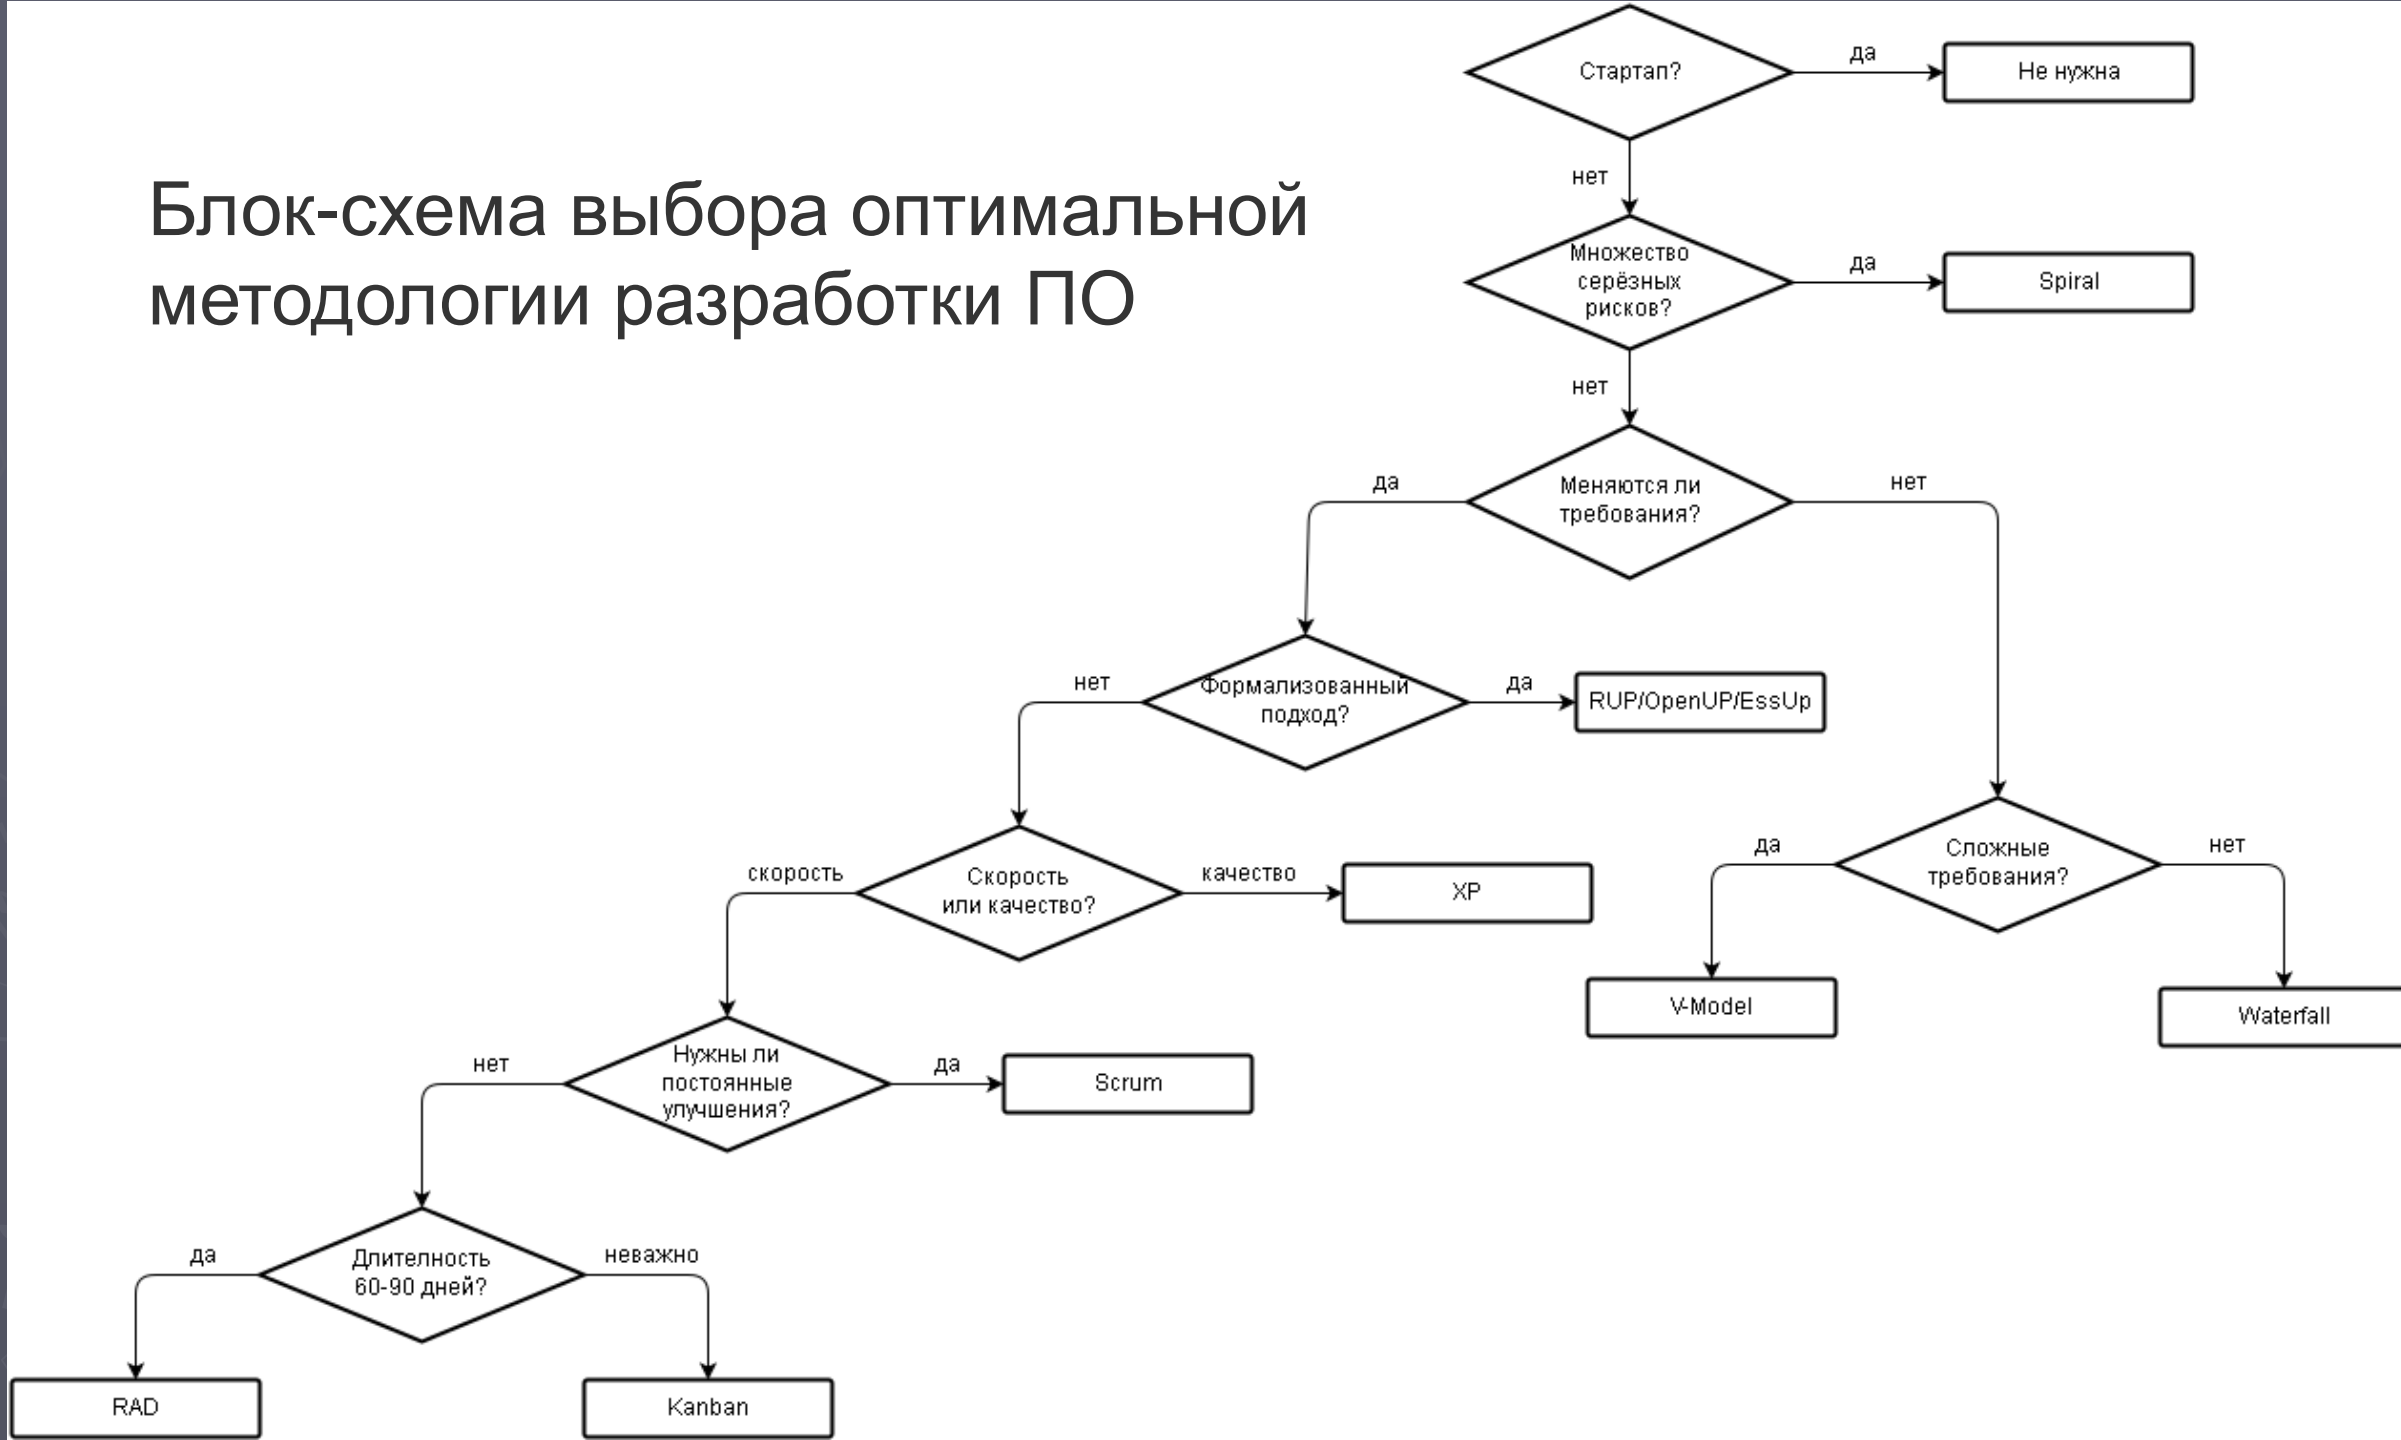 Блок-схема выбора оптимальной
методологии разработки ПО
Стартап?
да
Не нужна
нет
Множество
серёзных
рисков?
да
Spiral
нет
Меняются ли
требования?
да
нет
Формализованный
подход?
нет
да
RUP/OpenUP/EssUp
Скорость
или качество?
скорость
качество
XP
Сложные
требования?
да
нет
V-Model
Waterfall
Нужны ли
постоянные
улучшения?
нет
да
Scrum
Длителность
60-90 дней?
да
неважно
RAD
Kanban